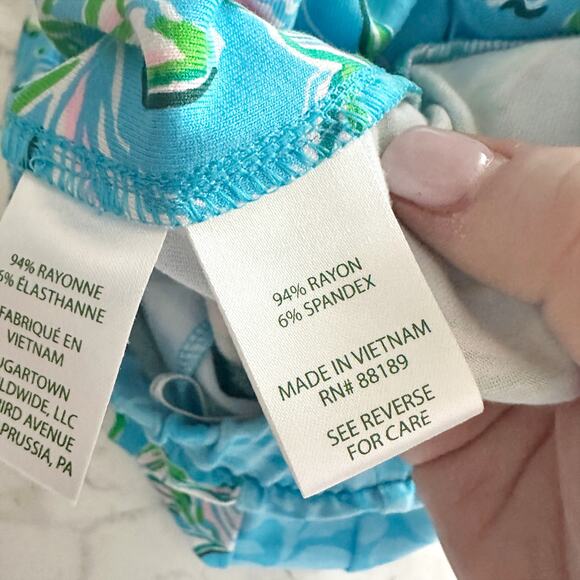 94% RAYONNE
6% ÉLASTHANNE
FABRIQUÉ EN
VIETNAM
LLC
AVENUE
PRUSSIA, PA
94% RAYON
6% SPANDEX
MADE IN VIETNAM
RN# 88189
SEE REVERSE
FOR CARE